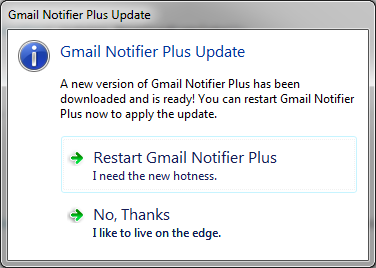 Gmail Notifier Plus Update
Gmail Notifier Plus Update
A new version of Gmail Notifier Plus has been
downloaded and is ready! You can restart Gmail Notifier
Plus now to apply the update.
Restart Gmail Notifier Plus
I need the new hotness.
No, Thanks
I like to live on the edge.